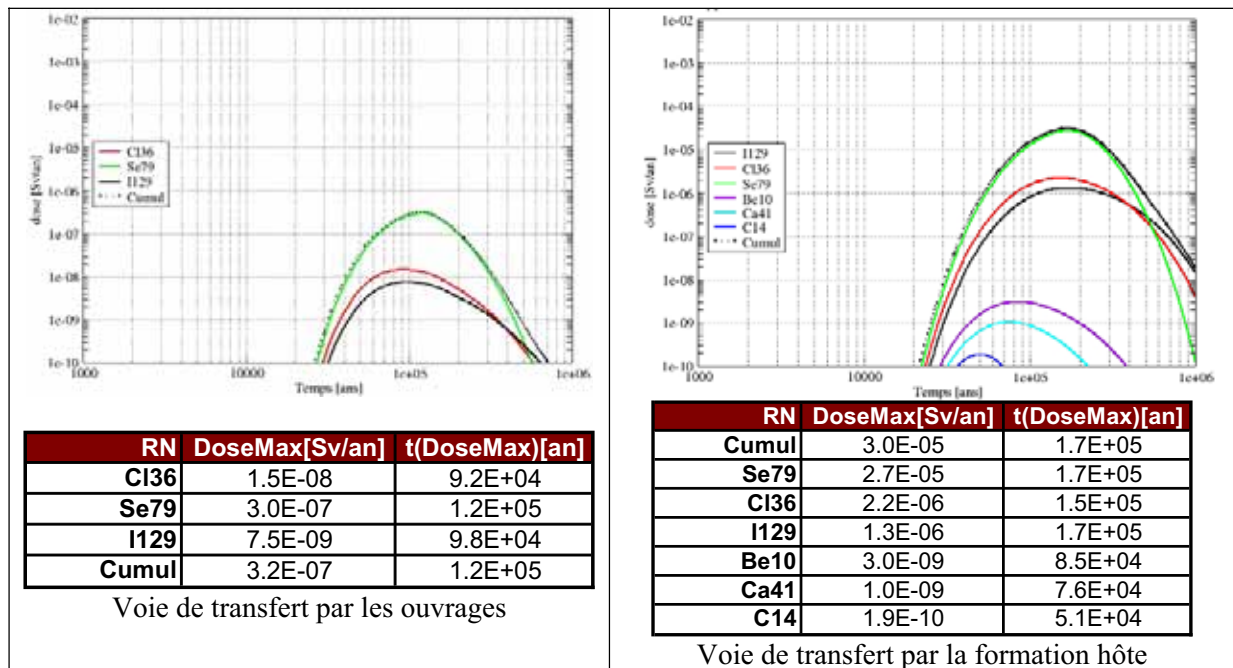 1e-02
1e-03
1e-04
1e-05
1e-06
1e-07
1e-08
1e-09
1e-10
dose [Sv/an]
Cl36
Se79
I129
Cumul
1000
10000
1e+05
1e+06
Temps [ans]
RN DoseMax[Sv/an] t(DoseMax)[an]
Cl36 1.5E-08 9.2E+04
Se79 3.0E-07 1.2E+05
I129 7.5E-09 9.8E+04
Cumul 3.2E-07 1.2E+05
Voie de transfert par les ouvrages
1e-02
1e-03
1e-04
1e-05
1e-06
1e-07
1e-08
1e-09
1e-10
dose [Sv/an]
I129
Cl36
Se79
Be10
Ca41
C14
Cumul
1000
10000
1e+05
1e+06
Temps [ans]
RN DoseMax[Sv/an] t(DoseMax)[an]
Cumul 3.0E-05 1.7E+05
Se79 2.7E-05 1.7E+05
Cl36 2.2E-06 1.5E+05
I129 1.3E-06 1.7E+05
Be10 3.0E-09 8.5E+04
Ca41 1.0E-09 7.6E+04
C14 1.9E-10 5.1E+04
Voie de transfert par la formation hôte